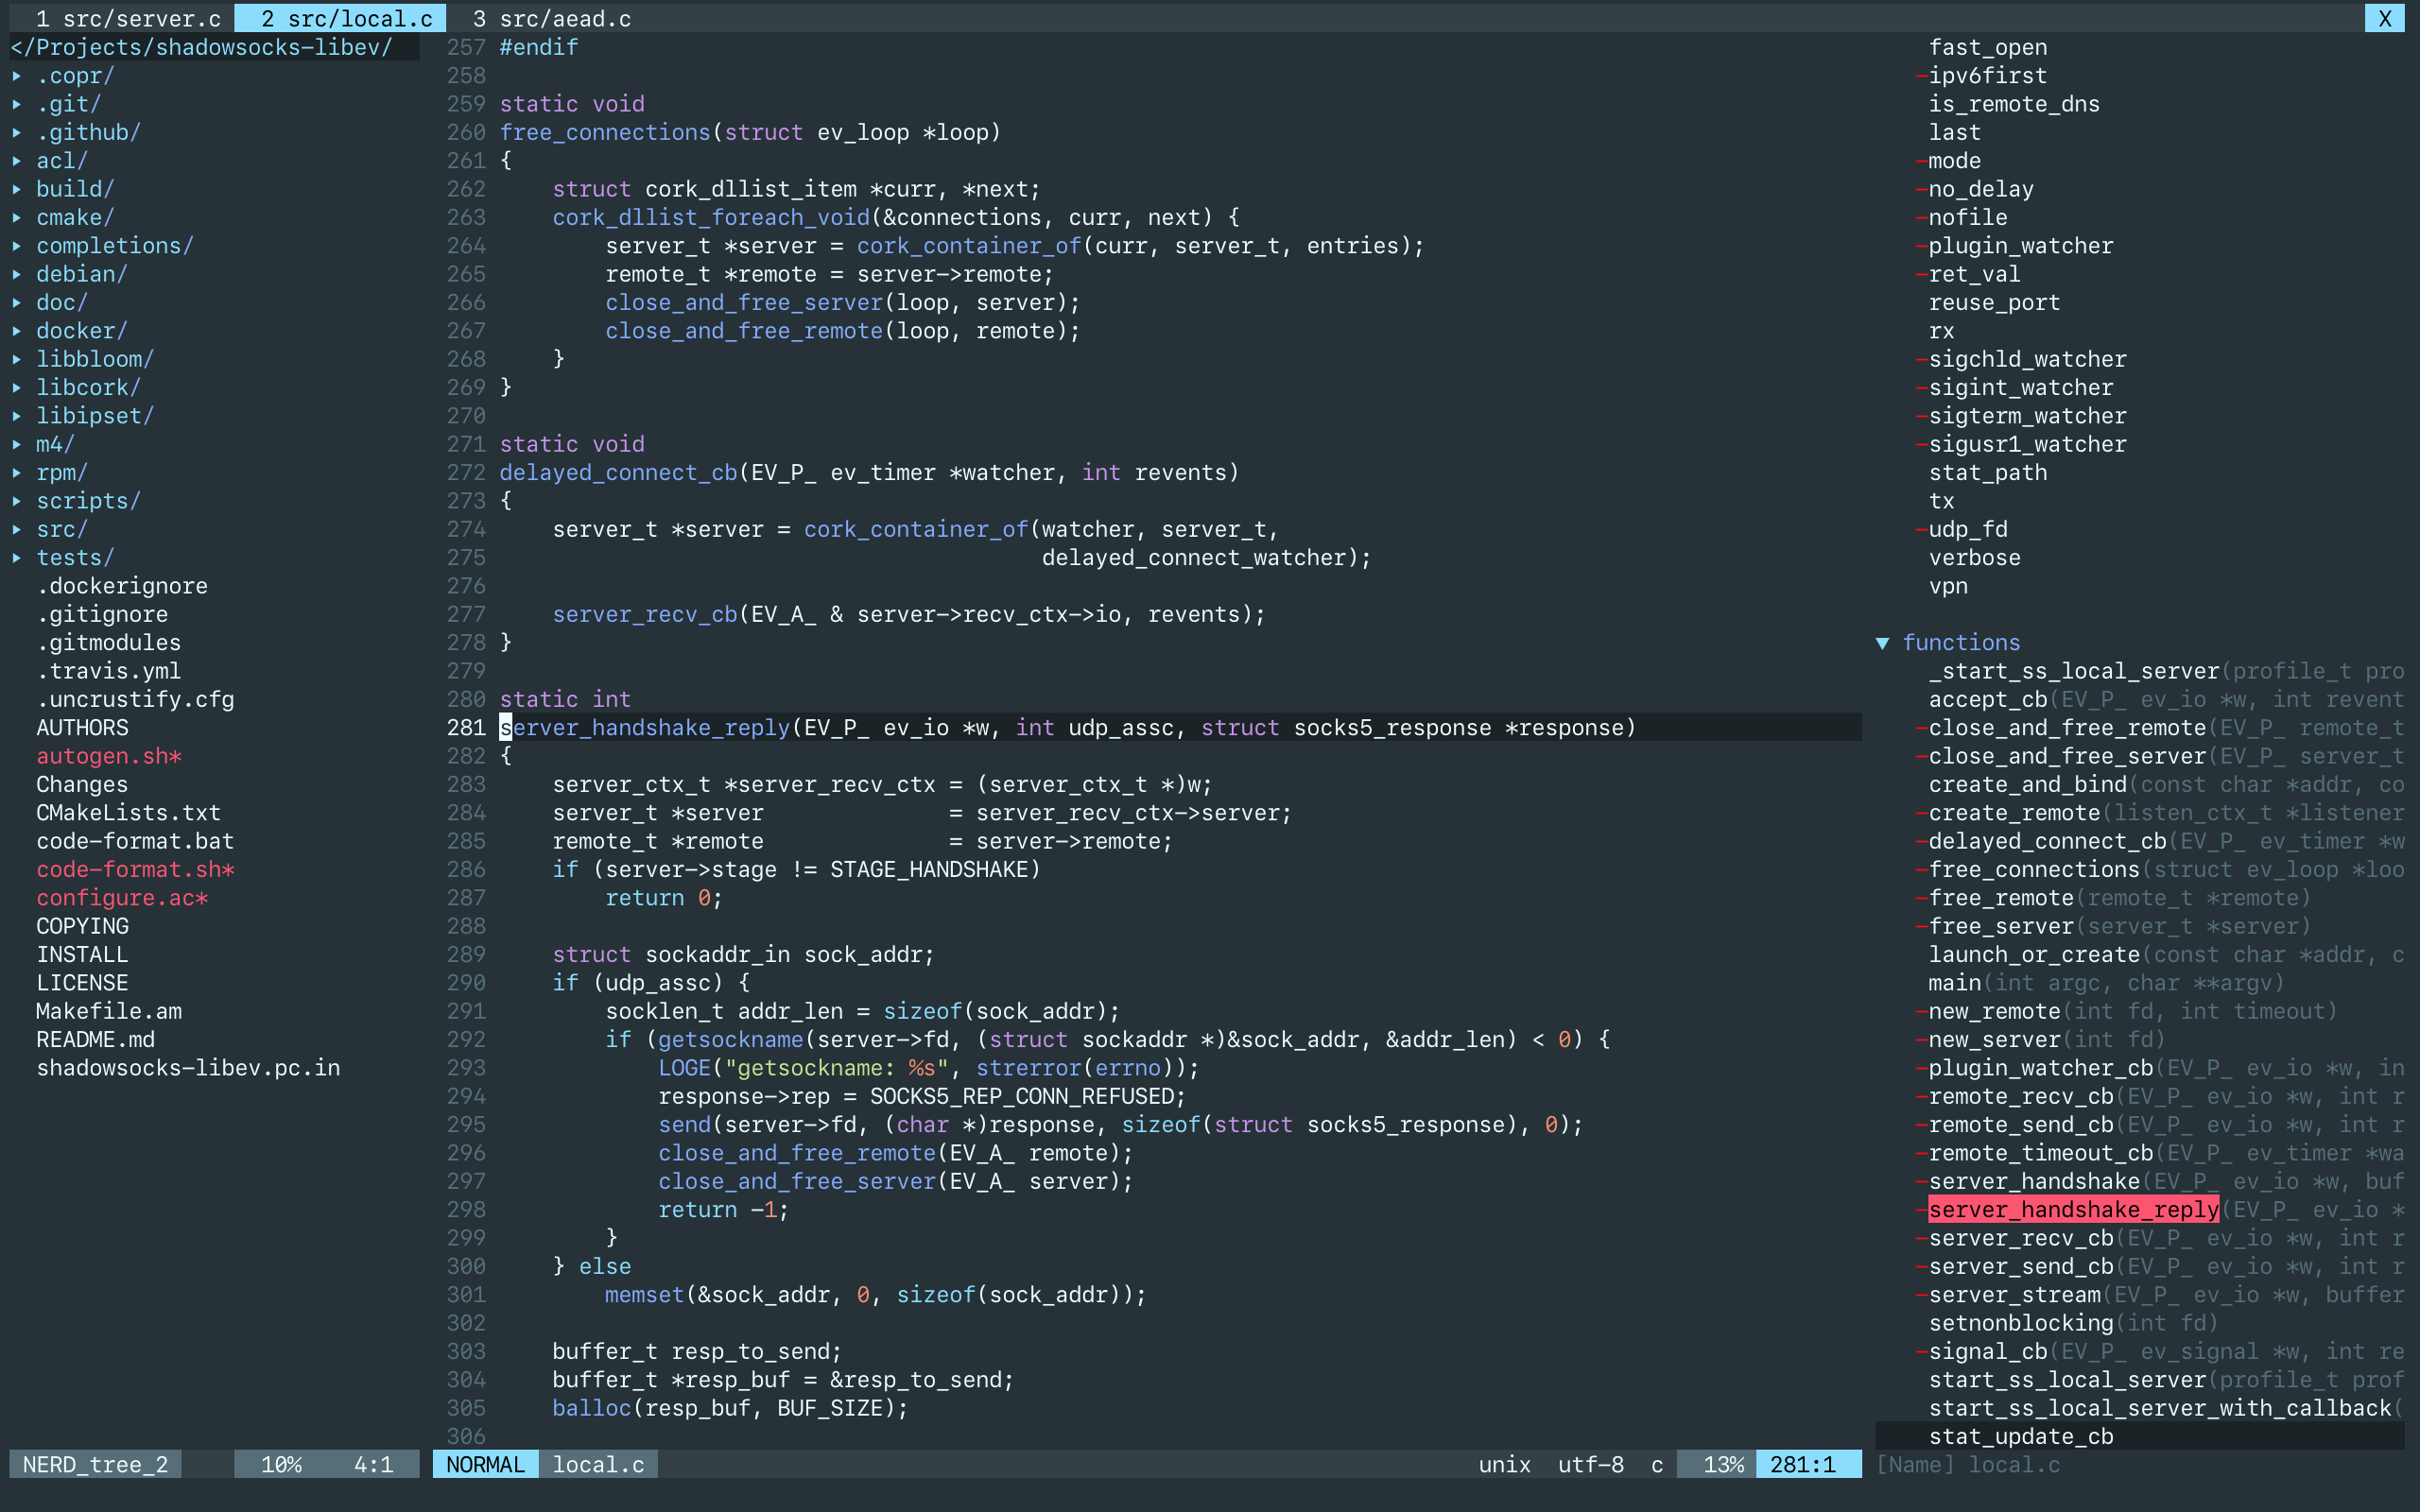 1 src/server.c  2 src/local.c  3 src/aead.c  X
</Projects/shadowsocks-libev/
▸ .copr/
▸ .git/
▸ .github/
▸ acl/
▸ build/
▸ cmake/
▸ completions/
▸ debian/
▸ doc/
▸ docker/
▸ libbloom/
▸ libcork/
▸ libipset/
▸ m4/
▸ rpm/
▸ scripts/
▸ src/
▸ tests/
.dockerignore
.gitignore
.gitmodules
.travis.yml
.uncrustify.cfg
AUTHORS
autogen.sh*
Changes
CMakeLists.txt
code-format.bat
code-format.sh*
configure.ac*
COPYING
INSTALL
LICENSE
Makefile.am
README.md
shadowsocks-libev.pc.in
NERD_tree_2  10%  4:1
257 #endif
258
259 static void
260 free_connections(struct ev_loop *loop)
261 {
262     struct cork_dllist_item *curr, *next;
263     cork_dllist_foreach_void(&connections, curr, next) {
264         server_t *server = cork_container_of(curr, server_t, entries);
265         remote_t *remote = server->remote;
266         close_and_free_server(loop, server);
267         close_and_free_remote(loop, remote);
268     }
269 }
270
271 static void
272 delayed_connect_cb(EV_P_ ev_timer *watcher, int revents)
273 {
274     server_t *server = cork_container_of(watcher, server_t,
275                                          delayed_connect_watcher);
276
277     server_recv_cb(EV_A_ & server->recv_ctx->io, revents);
278 }
279
280 static int
281 server_handshake_reply(EV_P_ ev_io *w, int udp_assc, struct socks5_response *response)
282 {
283     server_ctx_t *server_recv_ctx = (server_ctx_t *)w;
284     server_t *server              = server_recv_ctx->server;
285     remote_t *remote              = server->remote;
286     if (server->stage != STAGE_HANDSHAKE)
287         return 0;
288
289     struct sockaddr_in sock_addr;
290     if (udp_assc) {
291         socklen_t addr_len = sizeof(sock_addr);
292         if (getsockname(server->fd, (struct sockaddr *)&sock_addr, &addr_len) < 0) {
293             LOGE("getsockname: %s", strerror(errno));
294             response->rep = SOCKS5_REP_CONN_REFUSED;
295             send(server->fd, (char *)response, sizeof(struct socks5_response), 0);
296             close_and_free_remote(EV_A_ remote);
297             close_and_free_server(EV_A_ server);
298             return -1;
299         }
300     } else
301         memset(&sock_addr, 0, sizeof(sock_addr));
302
303     buffer_t resp_to_send;
304     buffer_t *resp_buf = &resp_to_send;
305     balloc(resp_buf, BUF_SIZE);
306
NORMAL  local.c  unix  utf-8  c  13%  281:1
fast_open
-ipv6first
is_remote_dns
last
-mode
-no_delay
-nofile
-plugin_watcher
-ret_val
reuse_port
rx
-sigchld_watcher
-sigint_watcher
-sigterm_watcher
-sigusr1_watcher
stat_path
tx
-udp_fd
verbose
vpn
▼ functions
_start_ss_local_server(profile_t pro
accept_cb(EV_P_ ev_io *w, int revent
-close_and_free_remote(EV_P_ remote_t
-close_and_free_server(EV_P_ server_t
create_and_bind(const char *addr, co
-create_remote(listen_ctx_t *listener
-delayed_connect_cb(EV_P_ ev_timer *w
-free_connections(struct ev_loop *loo
-free_remote(remote_t *remote)
-free_server(server_t *server)
launch_or_create(const char *addr, c
main(int argc, char **argv)
-new_remote(int fd, int timeout)
-new_server(int fd)
-plugin_watcher_cb(EV_P_ ev_io *w, in
-remote_recv_cb(EV_P_ ev_io *w, int r
-remote_send_cb(EV_P_ ev_io *w, int r
-remote_timeout_cb(EV_P_ ev_timer *wa
-server_handshake(EV_P_ ev_io *w, buf
-server_handshake_reply(EV_P_ ev_io *
-server_recv_cb(EV_P_ ev_io *w, int r
-server_send_cb(EV_P_ ev_io *w, int r
-server_stream(EV_P_ ev_io *w, buffer
setnonblocking(int fd)
-signal_cb(EV_P_ ev_signal *w, int re
start_ss_local_server(profile_t prof
start_ss_local_server_with_callback(
stat_update_cb
[Name] local.c